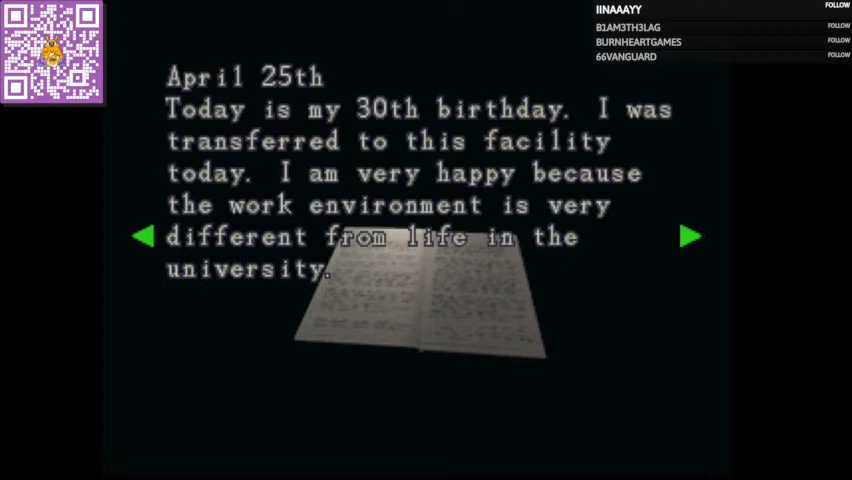 IINAAAYY FOLLOW
B1AM3TH3LAG FOLLOW
BURNHEARTGAMES FOLLOW
66VANGUARD FOLLOW
April 25th
Today is my 30th birthday. I was
transferred to this facility
today. I am very happy because
the work environment is very
different from life in the
university.